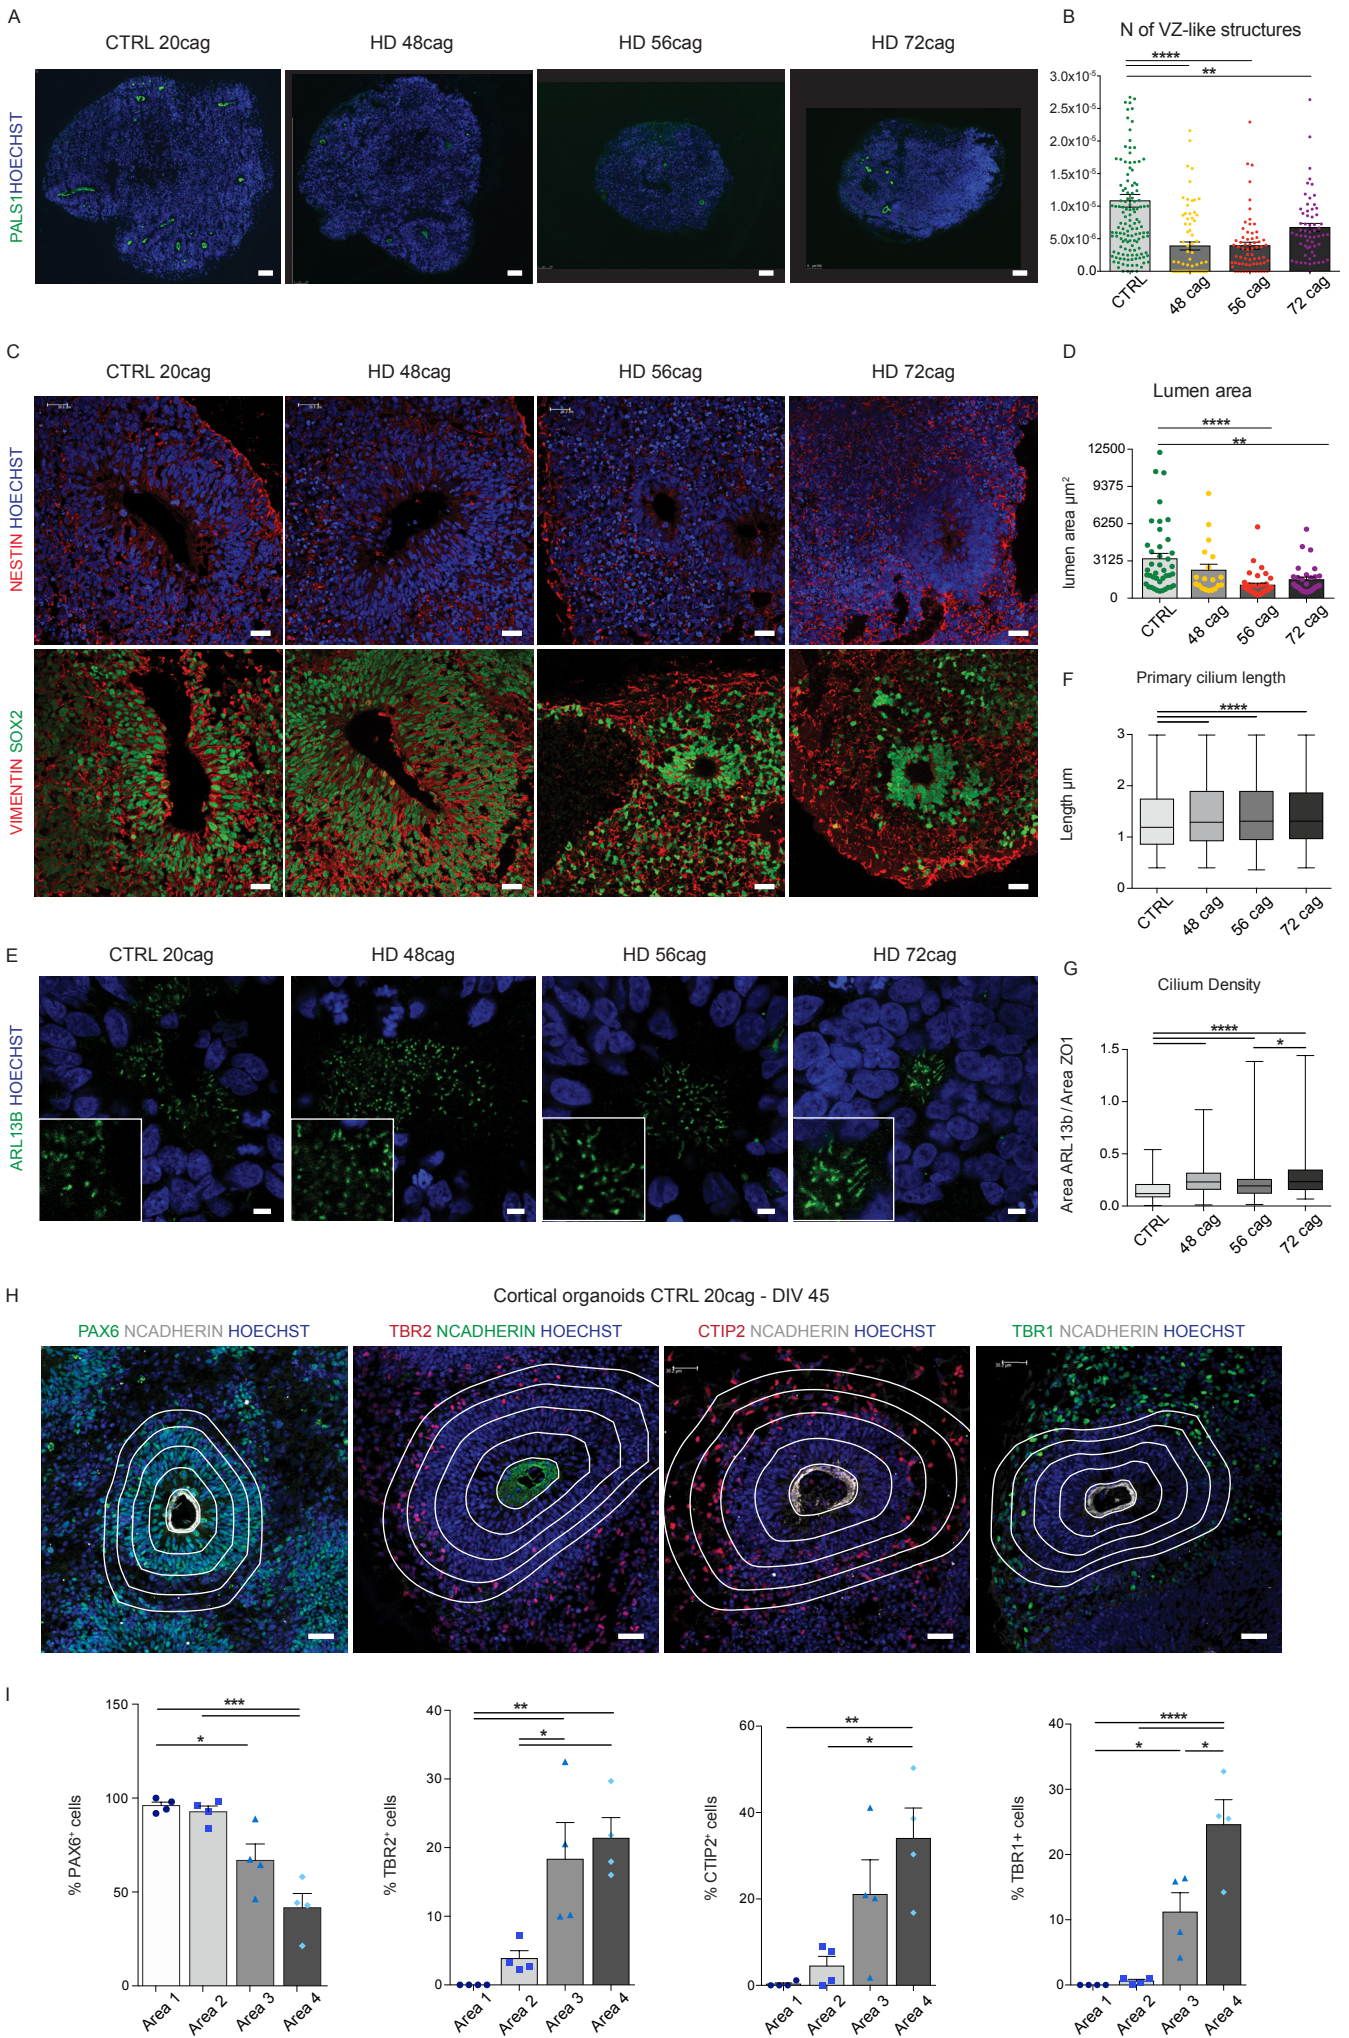 A
CTRL 20cag
HD 48cag
HD 56cag
HD 72cag
PALS1HOECHST
B
N of VZ-like structures
****
**
3.0x10-5
2.0x10-5
1.0x10-5
5.0x10-6
0.0
CTRL
48 cag
56 cag
72 cag
C
CTRL 20cag
HD 48cag
HD 56cag
HD 72cag
NESTIN HOECHST
VIMENTIN SOX2
D
Lumen area
****
**
lumen area µm2
12500
9375
6250
3125
0
CTRL
48 cag
56 cag
72 cag
F
Primary cilium length
****
Length µm
3
2
1
0
CTRL
48 cag
56 cag
72 cag
E
CTRL 20cag
HD 48cag
HD 56cag
HD 72cag
ARL13B HOECHST
G
Cilium Density
****
*
Area ARL13b / Area ZO1
1.5
1.0
0.5
0.0
CTRL
48 cag
56 cag
72 cag
H
Cortical organoids CTRL 20cag - DIV 45
PAX6 NCADHERIN HOECHST
TBR2 NCADHERIN HOECHST
CTIP2 NCADHERIN HOECHST
TBR1 NCADHERIN HOECHST
I
% PAX6+ cells
150
100
50
0
***
*
Area 1
Area 2
Area 3
Area 4
% TBR2+ cells
40
30
20
10
0
**
*
Area 1
Area 2
Area 3
Area 4
% CTIP2+ cells
60
40
20
0
**
*
Area 1
Area 2
Area 3
Area 4
% TBR1+ cells
40
30
20
10
0
****
*
*
Area 1
Area 2
Area 3
Area 4